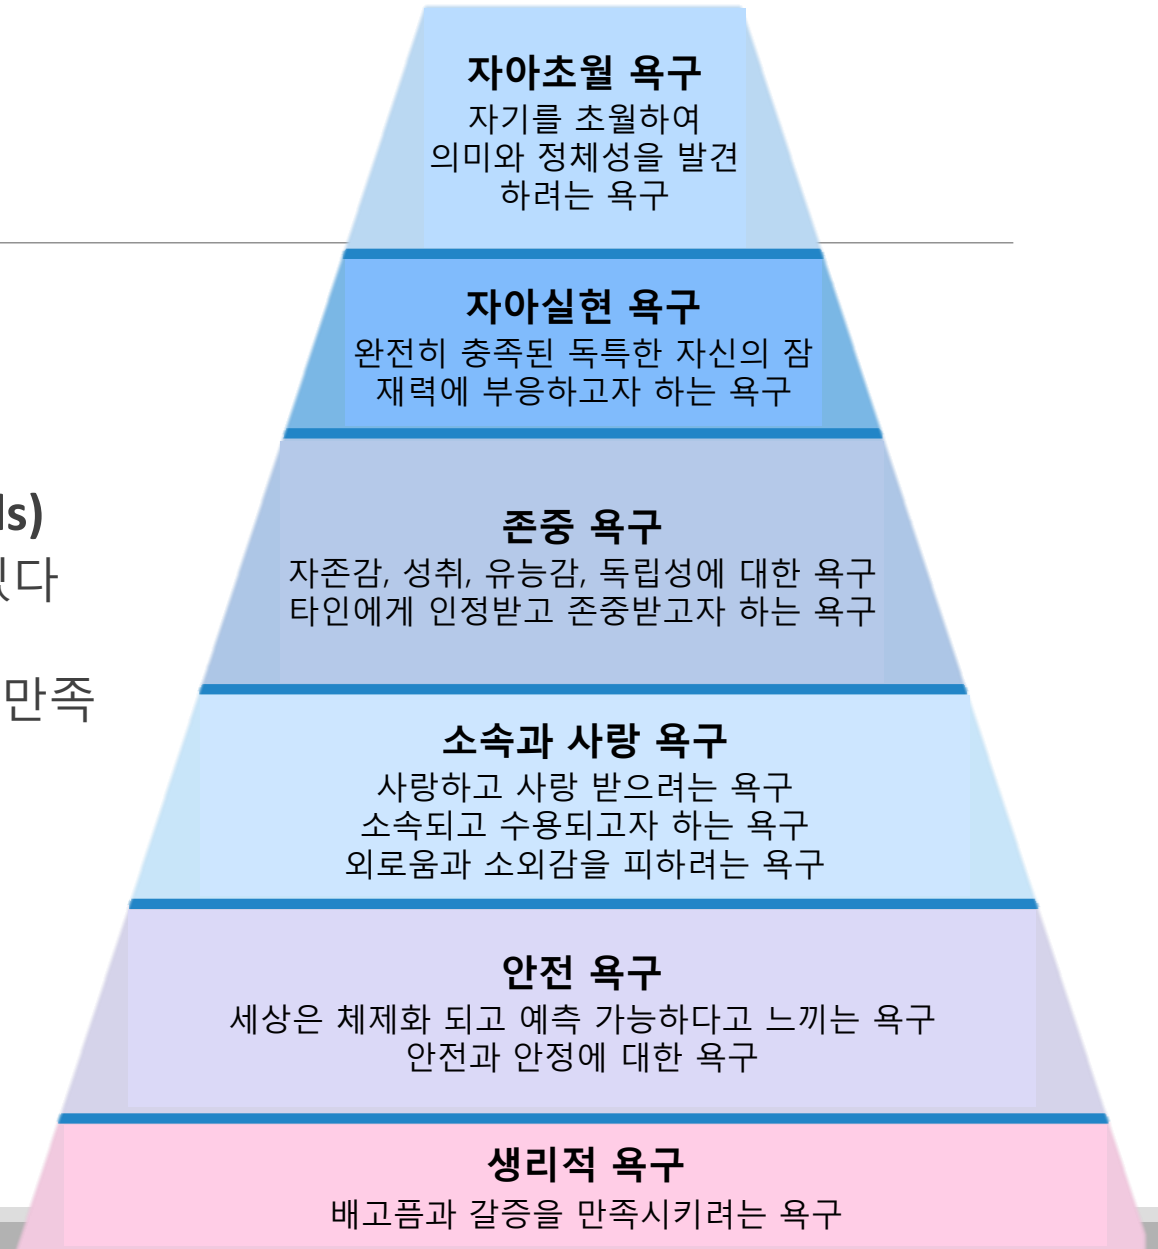 자아초월 욕구
자기를 초월하여
의미와 정체성을 발견
하려는 욕구
자아실현 욕구
완전히 충족된 독특한 자신의 잠
재력에 부응하고자 하는 욕구
존중 욕구
자존감, 성취, 유능감, 독립성에 대한 욕구
타인에게 인정받고 존중받고자 하는 욕구
ds)
있다
만족
소속과 사랑 욕구
사랑하고 사랑 받으려는 욕구
소속되고 수용되고자 하는 욕구
외로움과 소외감을 피하려는 욕구
안전 욕구
세상은 체제화 되고 예측 가능하다고 느끼는 욕구
안전과 안정에 대한 욕구
생리적 욕구
배고픔과 갈증을 만족시키려는 욕구